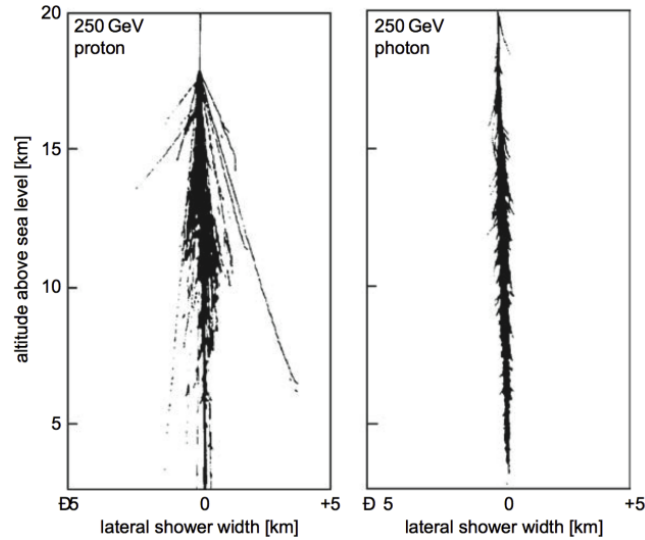 20
250 GeV
proton
15
10
5
altitude above sea level [km]
Ð5
0
+5
lateral shower width [km]
250 GeV
photon
Ð 5
0
+5
lateral shower width [km]